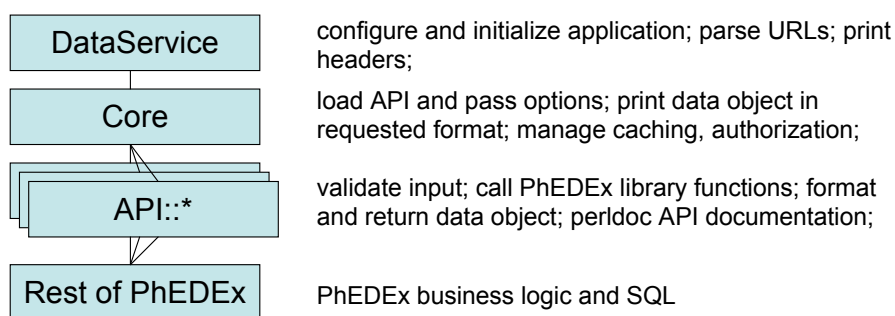 DataService
configure and initialize application; parse URLs; print
headers;
Core
load API and pass options; print data object in
requested format; manage caching, authorization;
API::*
validate input; call PhEDEx library functions; format
and return data object; perldoc API documentation;
Rest of PhEDEx
PhEDEx business logic and SQL